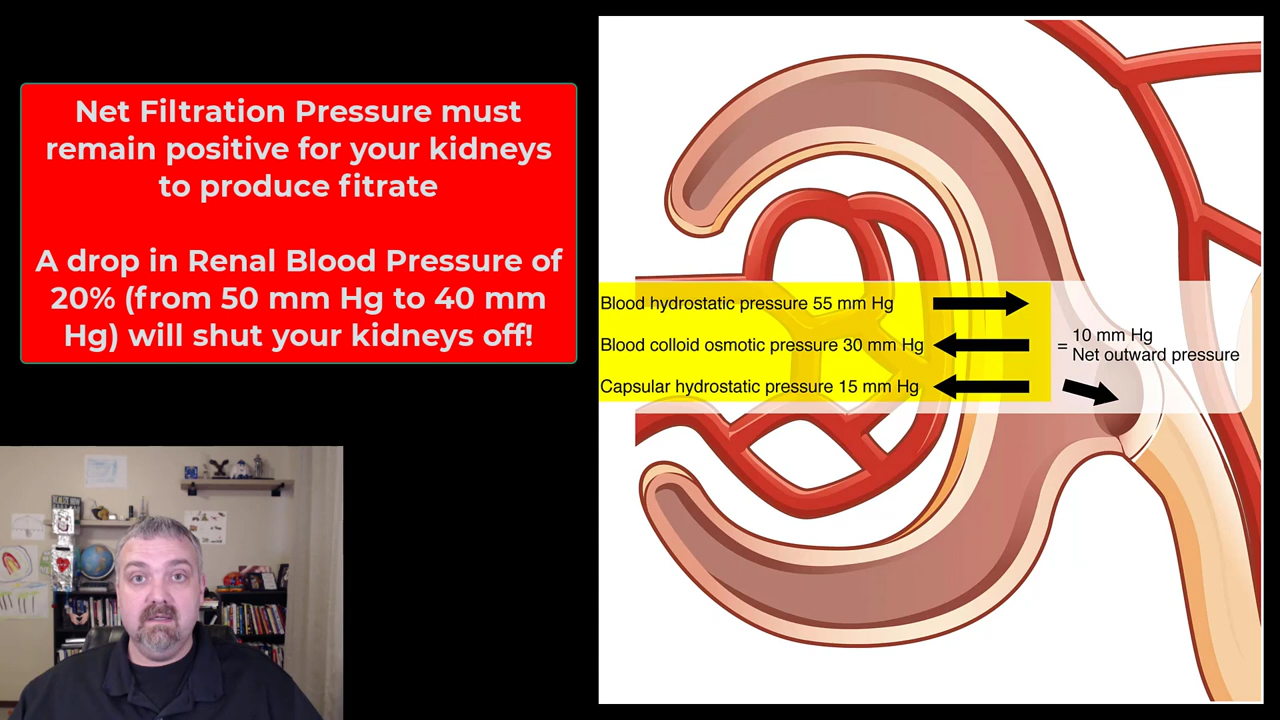 Net Filtration Pressure must
remain positive for your kidneys
to produce fitrate
A drop in Renal Blood Pressure of
20% (from 50 mm Hg to 40 mm
Hg) will shut your kidneys off!
Blood hydrostatic pressure 55 mm Hg
Blood colloid osmotic pressure 30 mm Hg
Capsular hydrostatic pressure 15 mm Hg
= 10 mm Hg
Net outward pressure